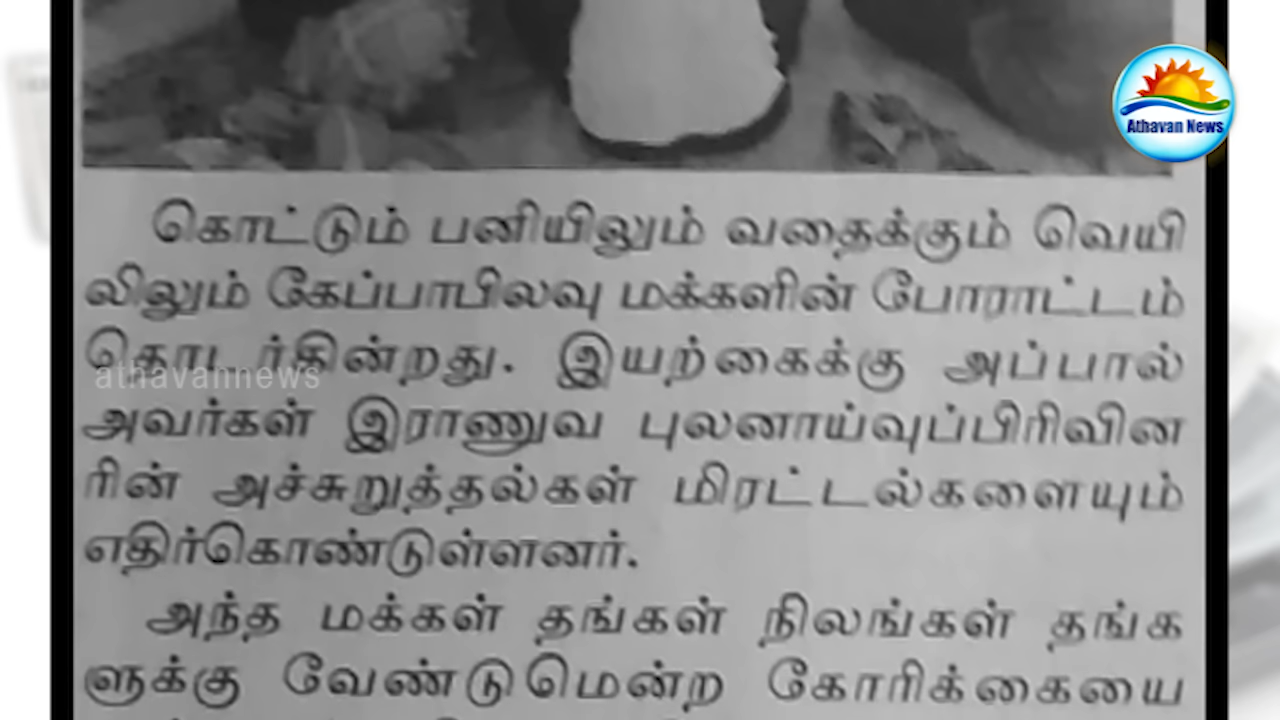 Athavan News
கொட்டும் பனியிலும் வதைக்கும் வெயி
லிலும் கேப்பாபிலவு மக்களின் போராட்டம்
தொடர்கின்றது. இயற்கைக்கு அப்பால்
athavannews
அவர்கள் இராணுவ புலனாய்வுப்பிரிவின
ரின் அச்சுறுத்தல்கள் மிரட்டல்களையும்
எதிர்கொண்டுள்ளனர்.
அந்த மக்கள் தங்கள் நிலங்கள் தங்க
ளுக்கு வேண்டுமென்ற கோரிக்கையை